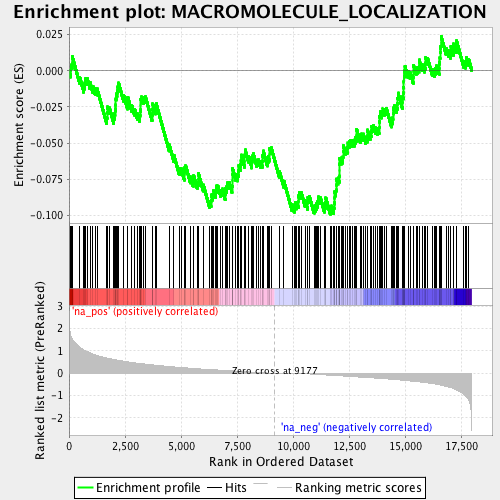 Enrichment plot: MACROMOLECULE_LOCALIZATION
Enrichment score (ES)
0.025
0.000
-0.025
-0.050
-0.075
-0.100
Ranked list metric (PreRanked)
3
2
1
0
-1
-2
'na_pos' (positively correlated)
Zero cross at 9177
'na_neg' (negatively correlated)
0
2,500
5,000
7,500
10,000
12,500
15,000
17,500
Rank in Ordered Dataset
Enrichment profile
Hits
Ranking metric scores